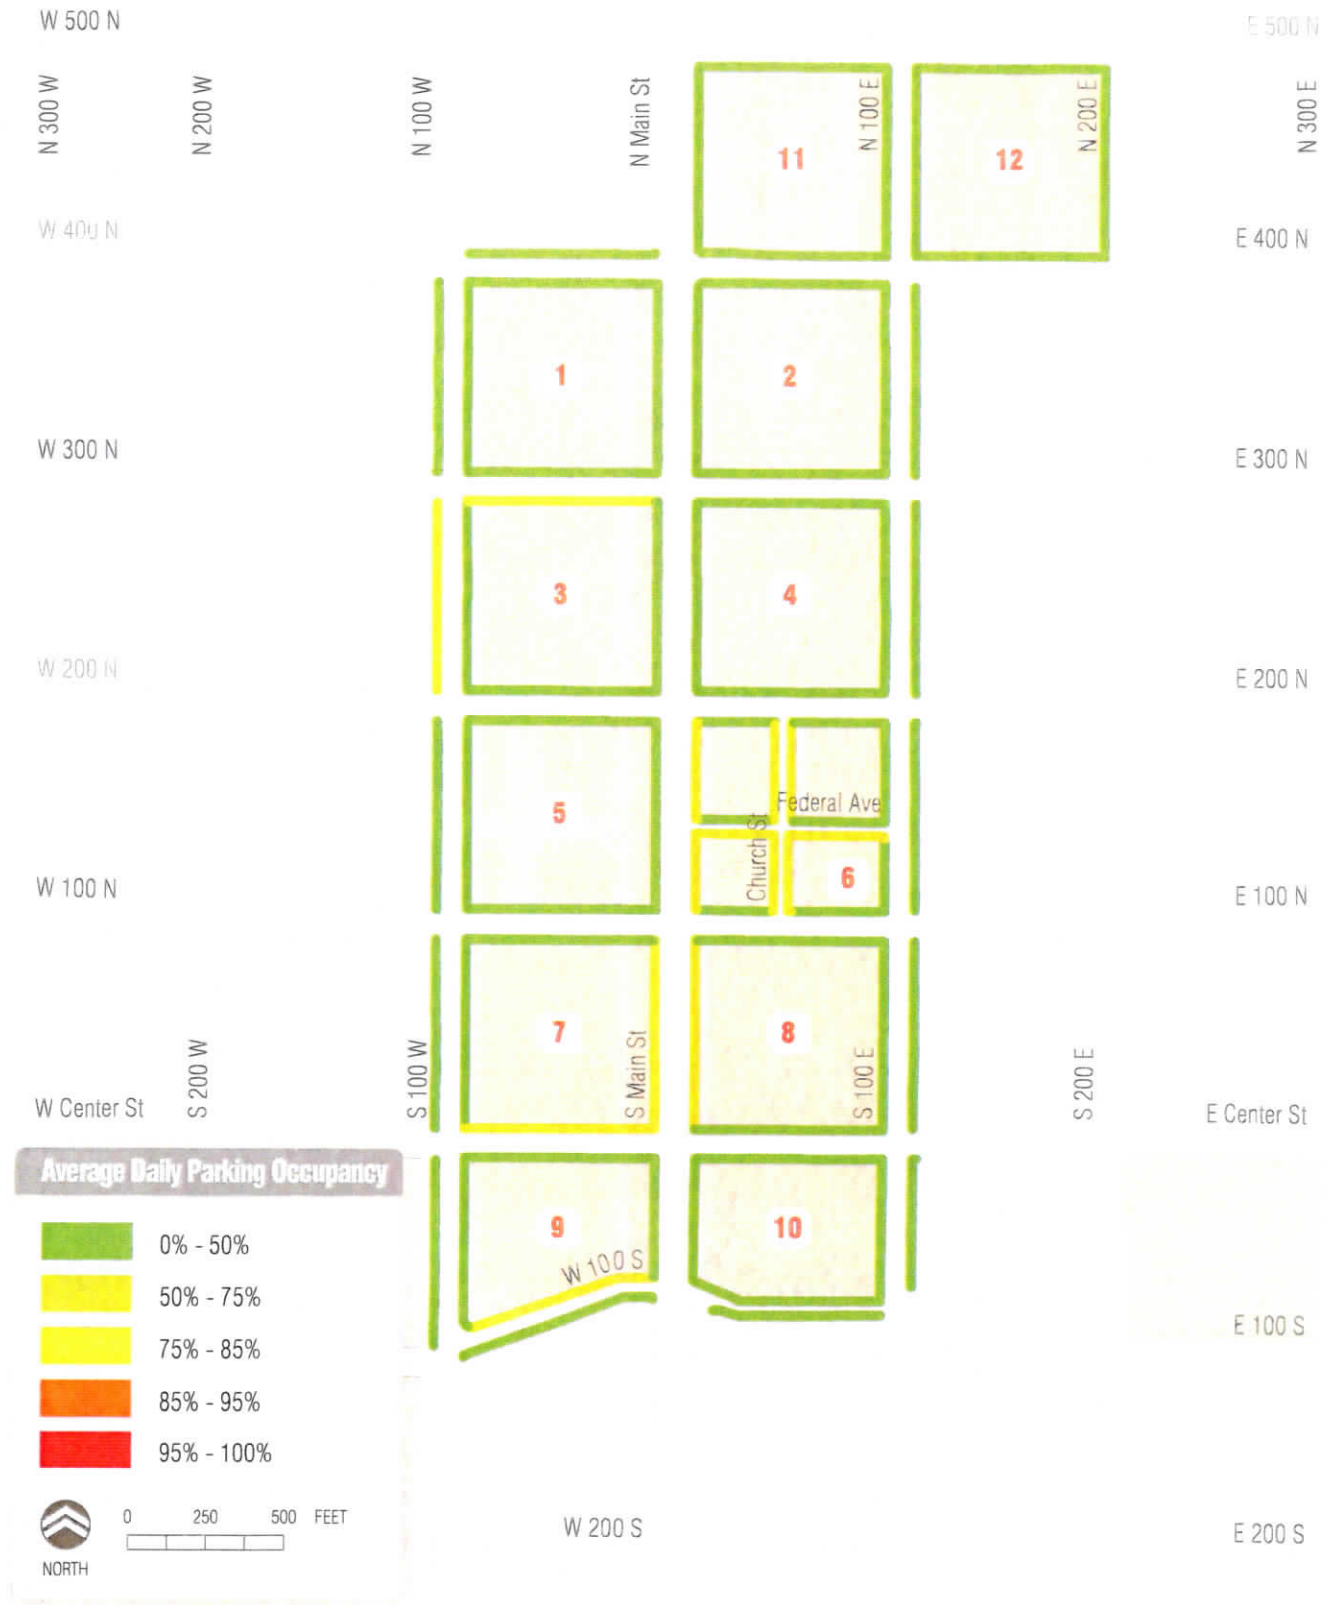 W 500 N
E 500 N
N 300 W
N 200 W
N 100 W
N Main St
N 100 E
N 200 E
N 300 E
11
12
W 400 N
E 400 N
1
2
W 300 N
E 300 N
3
4
W 200 N
E 200 N
5
Federal Ave
Church St
6
W 100 N
E 100 N
7
8
S 200 W
S 100 W
S Main St
S 100 E
S 200 E
W Center St
E Center St
Average Daily Parking Occupancy
0% - 50%
50% - 75%
75% - 85%
85% - 95%
95% - 100%
9
10
W 100 S
E 100 S
0 250 500 FEET
NORTH
W 200 S
E 200 S